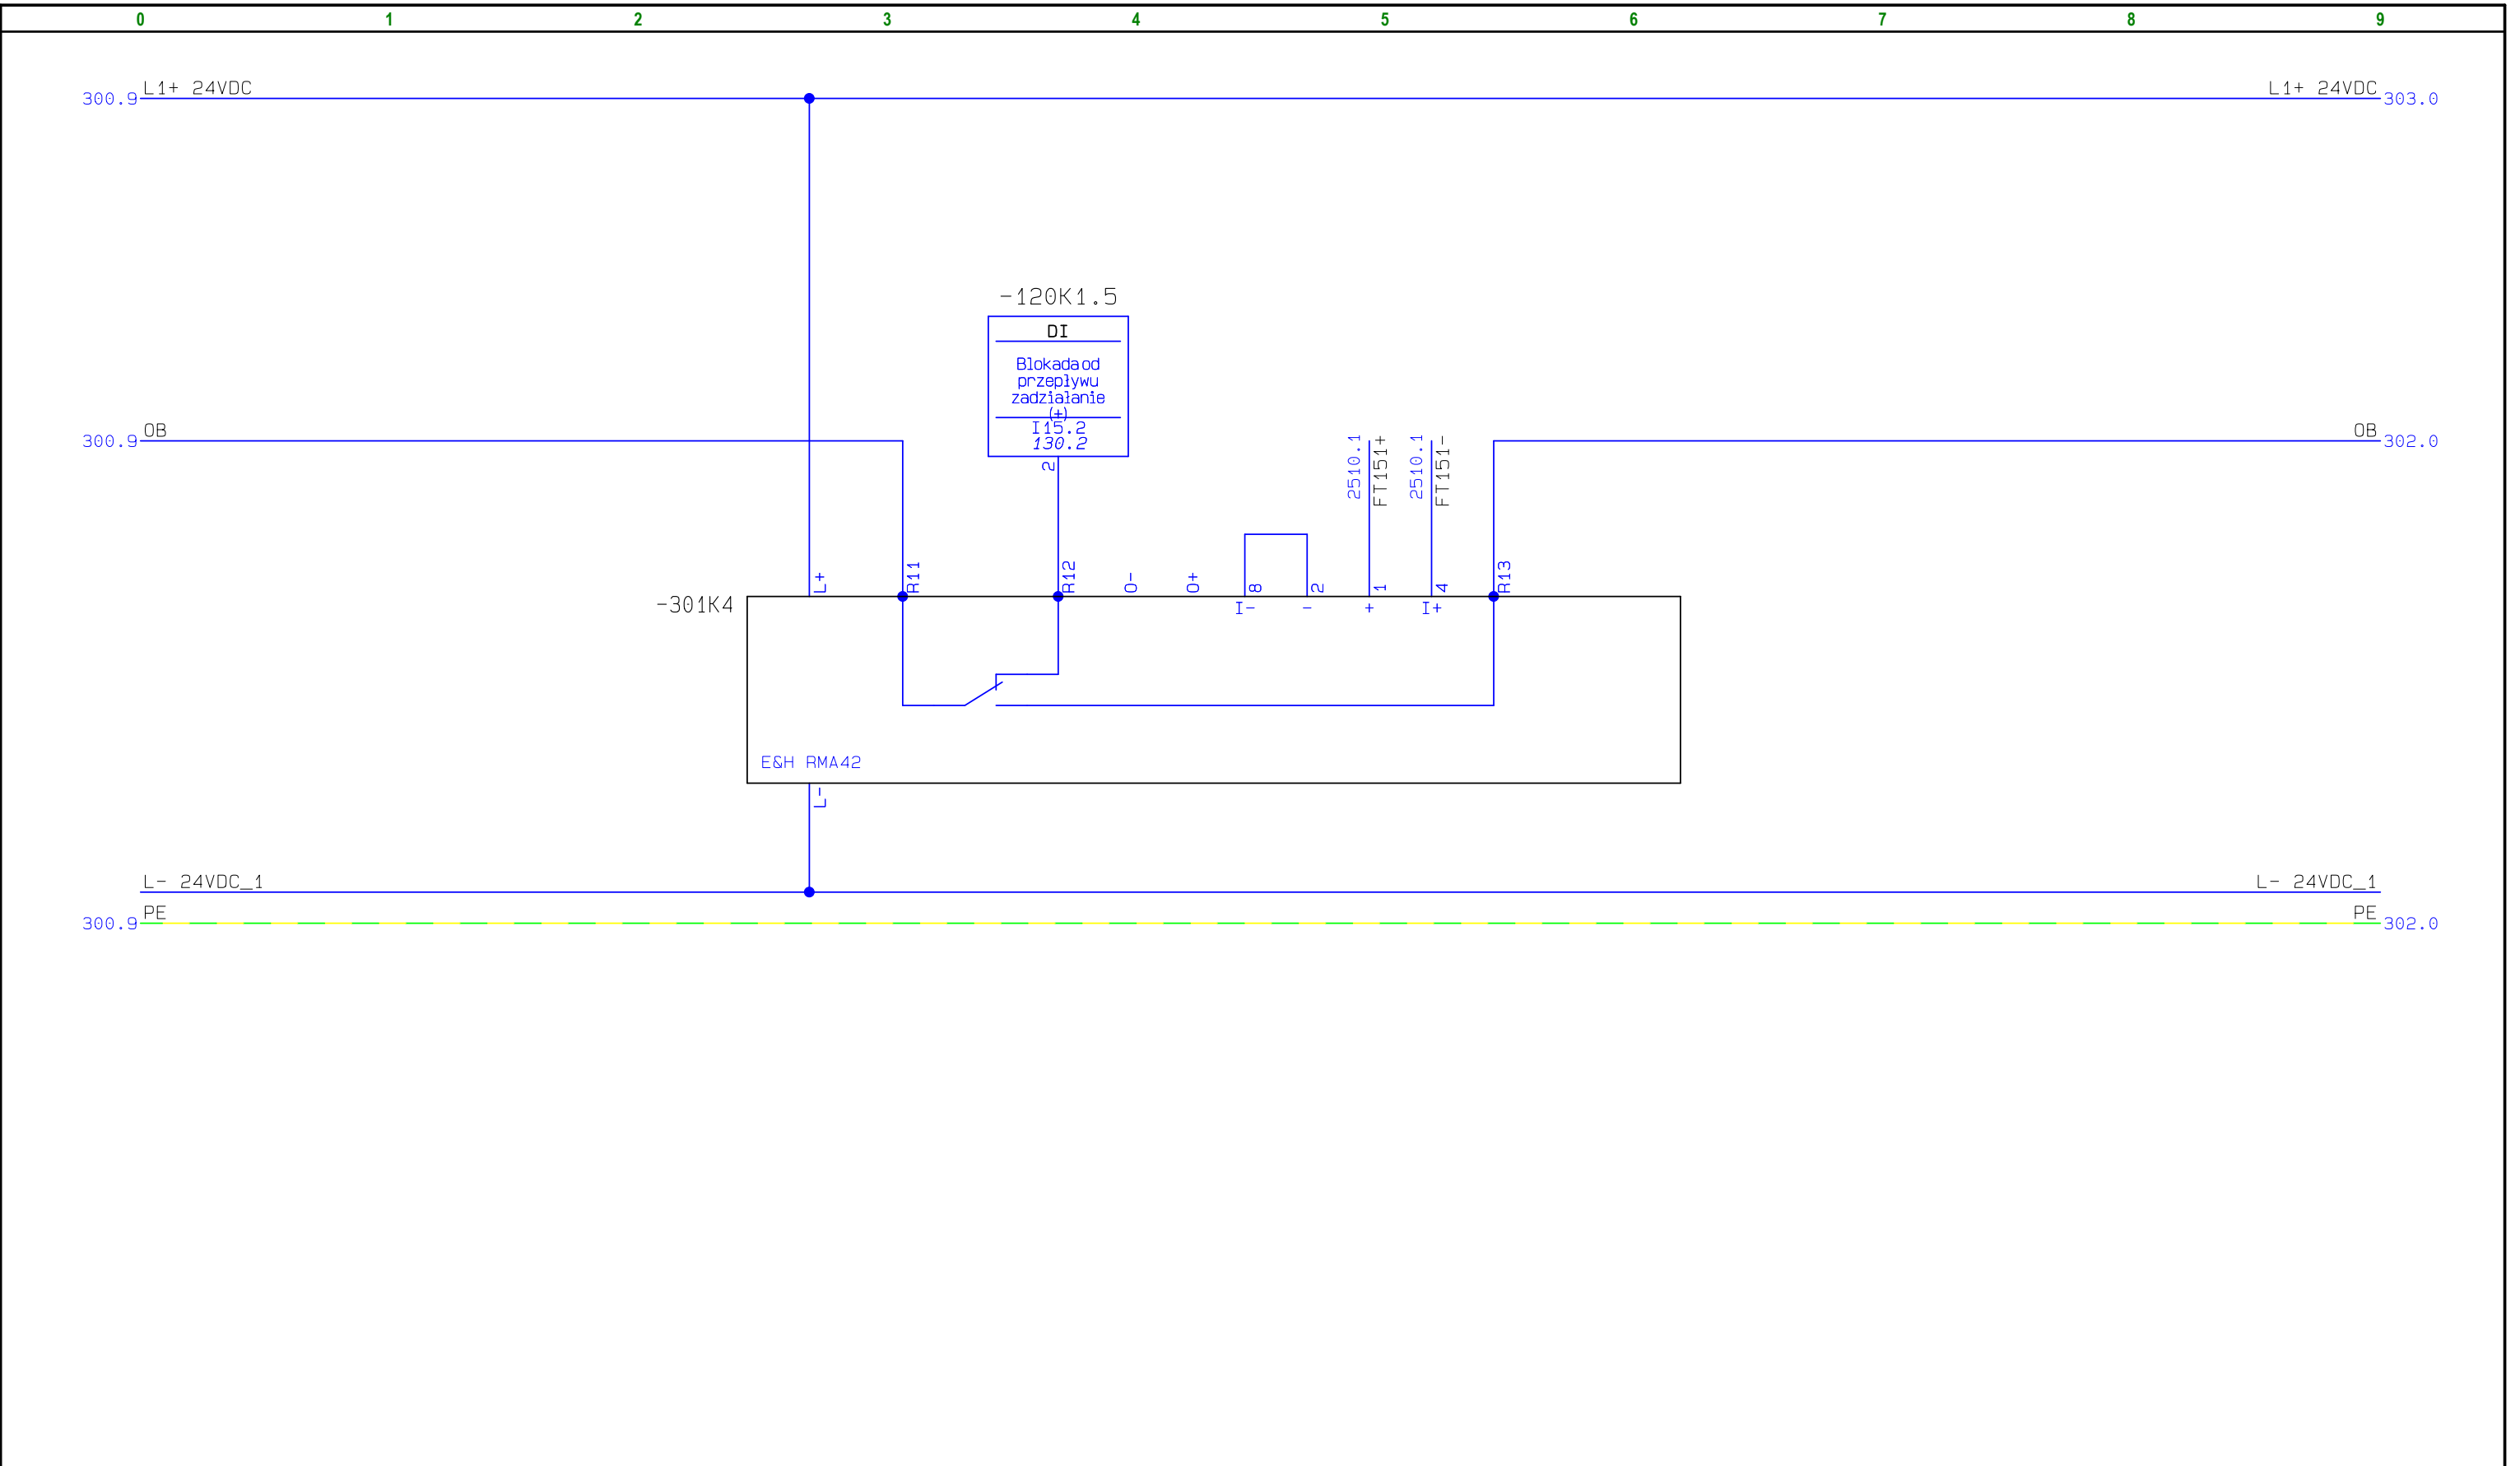 0 1 2 3 4 5 6 7 8 9
L1+ 24VDC L1+ 24VDC
300.9 303.0
-120K1.5
DI
Blokada od
przepływu
zadziałanie
(+)
I15.2
130.2
2
OB OB
300.9 302.0
2510.1
FT151+
2510.1
FT151-
L+ R11 R12 O- O+ 8 2 1 4 R13
-301K4
I- - + I+
E&H RMA42
L-
L- 24VDC_1 L- 24VDC_1
PE PE
300.9 302.0